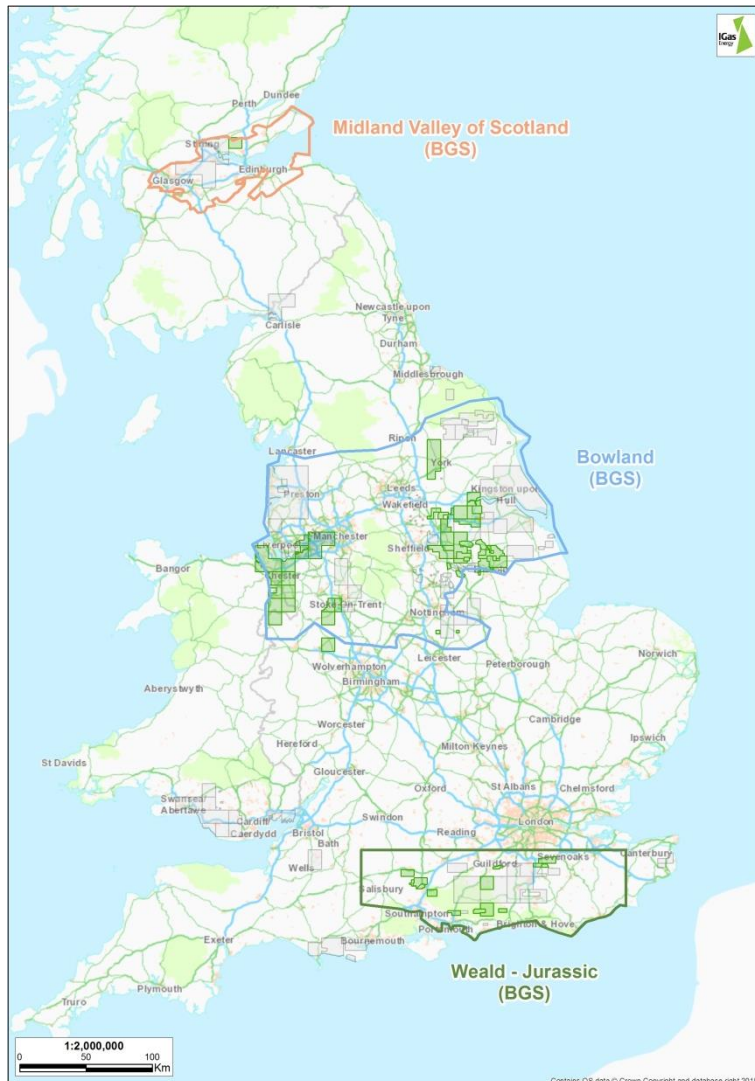 IGas
Energy
Dundee
Perth
Midland Valley of Scotland
(BGS)
Edinburgh
Glasgow
Newcastle upon
Tyne
Carlisle
Durham
Middlesbrough
Ripon
Lancaster
York
Bowland
(BGS)
Preston
Leeds
Kingston upon
Hull
Wakefield
Manchester
Sheffield
Bangor
Stoke-On-Trent
Nottingham
Norwich
Leicester
Wolverhampton
Peterborough
Birmingham
Aberystwyth
Worcester
Cambridge
Ipswich
Hereford
Milton Keynes
St Davids
Gloucester
Oxford
St Albans
Chelmsford
Swansea/
Abertawe
Cardiff/
Caerdydd
Swindon
London
Bristol
Reading
Bath
Sevenoaks
Canterbury
Wells
Guildford
Salisbury
Southampton
Portsmouth
Brighton & Hove
Exeter
Bournemouth
Weald - Jurassic
(BGS)
Plymouth
Truro
1:2,000,000
0 50 100
Km